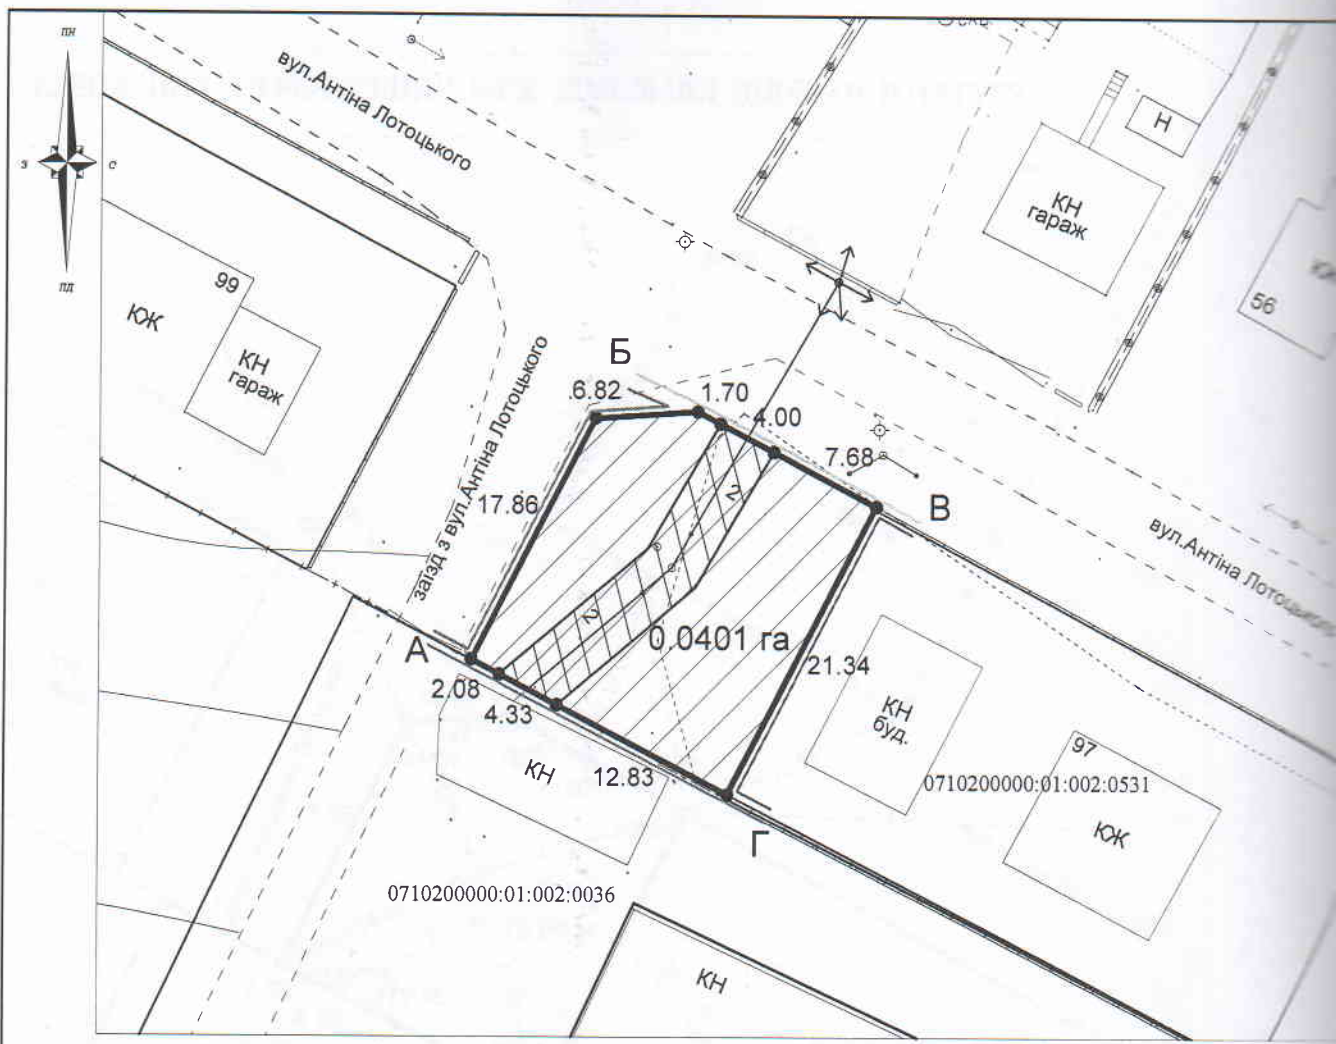 пн
з
с
пд
вул.Антіна Лотоцького
скв
Н
КН
гараж
56
99
КЖ
КН
гараж
заїзд з вул.Антіна Лотоцького
Б
6.82
1.70
4.00
7.68
В
вул.Антіна Лотоцького
17.86
2
2
0.0401 га
21.34
А
2.08
4.33
12.83
Г
КН
КН
буд.
97
0710200000:01:002:0531
КЖ
0710200000:01:002:0036
КН